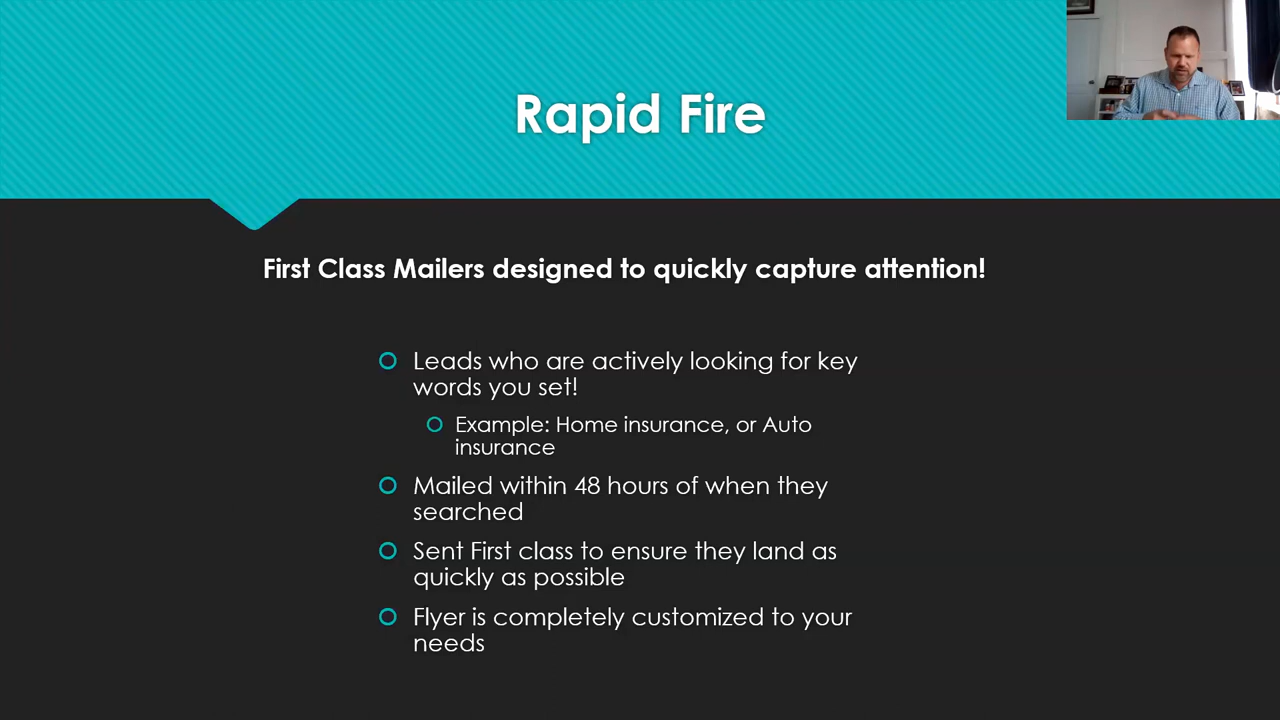 Rapid Fire
First Class Mailers designed to quickly capture attention!
Leads who are actively looking for key
words you set!
Example: Home insurance, or Auto
insurance
Mailed within 48 hours of when they
searched
Sent First class to ensure they land as
quickly as possible
Flyer is completely customized to your
needs